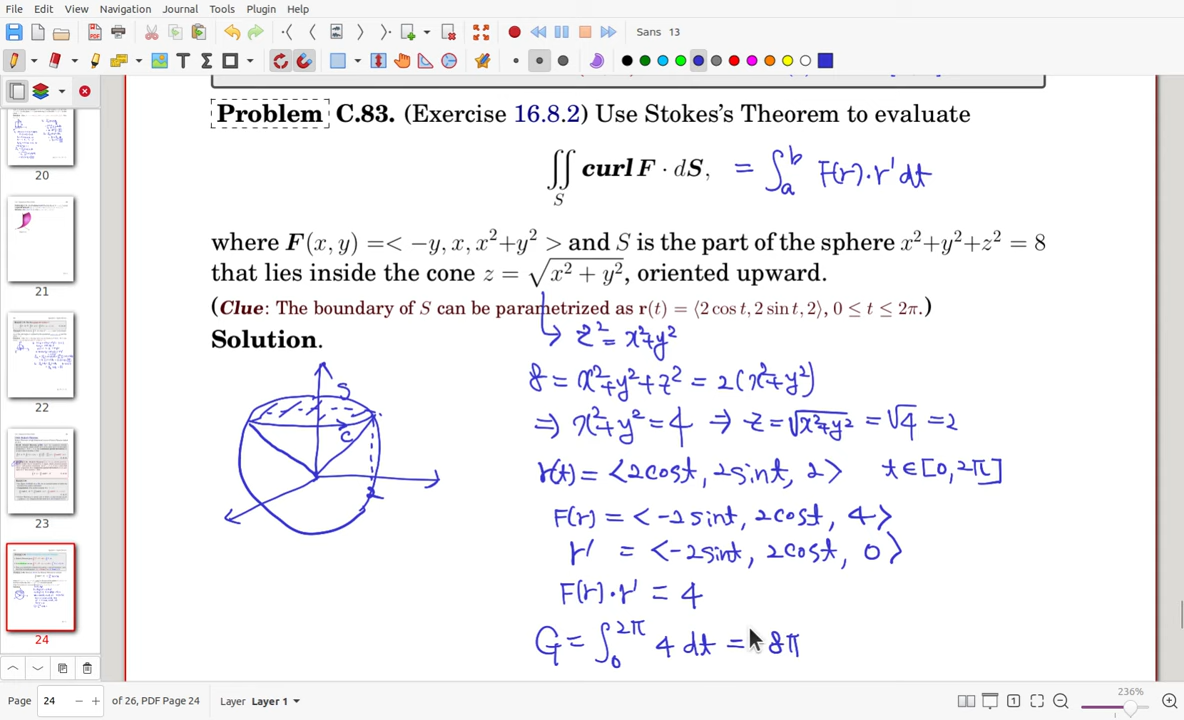 File Edit View Navigation Journal Tools Plugin Help
Sans 13
Problem C.83. (Exercise 16.8.2) Use Stokes's Theorem to evaluate
∬_S curl F · dS, = ∫_a^b F(r)·r'dt
where F(x, y) =< −y, x, x²+y² > and S is the part of the sphere x²+y²+z² = 8
that lies inside the cone z = √(x² + y²), oriented upward.
(Clue: The boundary of S can be parametrized as r(t) = ⟨2 cos t, 2 sin t, 2⟩, 0 ≤ t ≤ 2π.)
Solution.
↳ z² = x²+y²
8 = x²+y²+z² = 2(x²+y²)
⇒ x²+y² = 4 ⇒ z = √(x²+y²) = √4 = 2
r(t) = <2cost, 2sint, 2> t∈[0,2π]
F(r) = <-2sint, 2cost, 4>
r' = <-2sint, 2cost, 0>
F(r)·r' = 4
G = ∫_0^{2π} 4 dt = 8π
S
C
2
20
21
22
23
24
Page 24 of 26, PDF Page 24 Layer Layer 1 236%